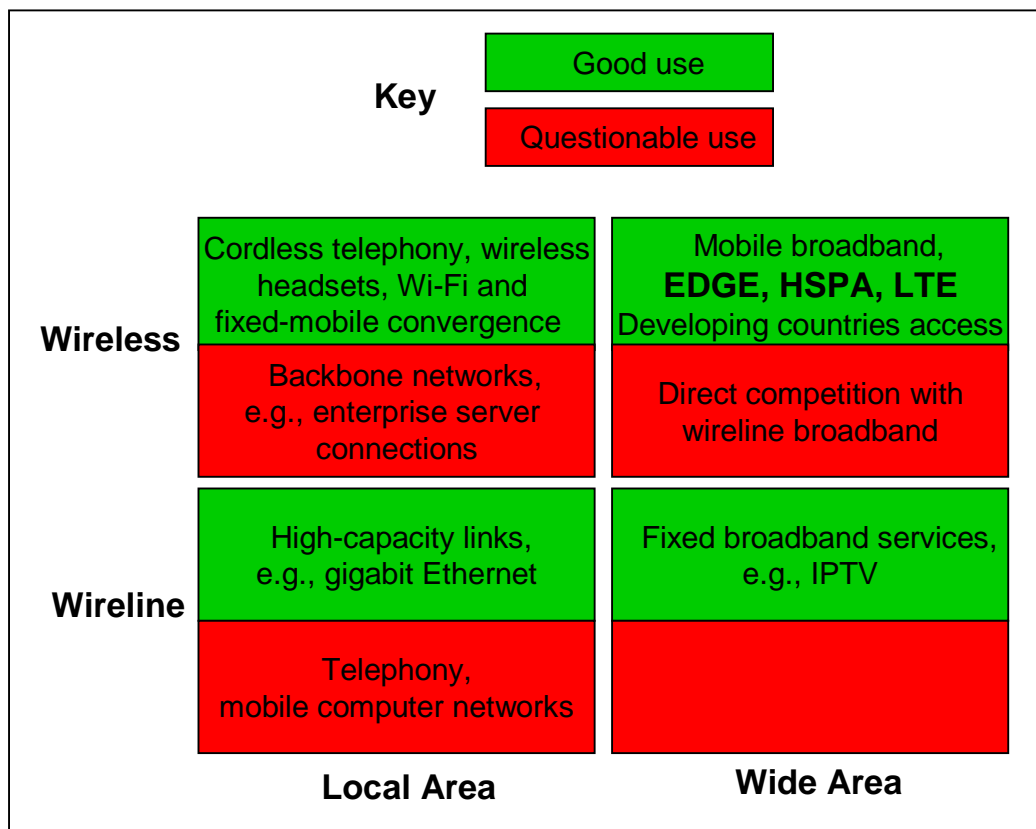 Key
Good use
Questionable use
Wireless
Cordless telephony, wireless
headsets, Wi-Fi and
fixed-mobile convergence
Mobile broadband,
EDGE, HSPA, LTE
Developing countries access
Backbone networks,
e.g., enterprise server
connections
Direct competition with
wireline broadband
Wireline
High-capacity links,
e.g., gigabit Ethernet
Fixed broadband services,
e.g., IPTV
Telephony,
mobile computer networks
Local Area
Wide Area